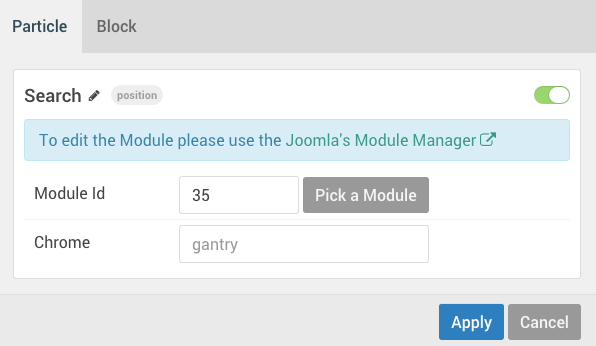 Particle Block
Search position
To edit the Module please use the Joomla's Module Manager
Module Id 35 Pick a Module
Chrome gantry
Apply Cancel